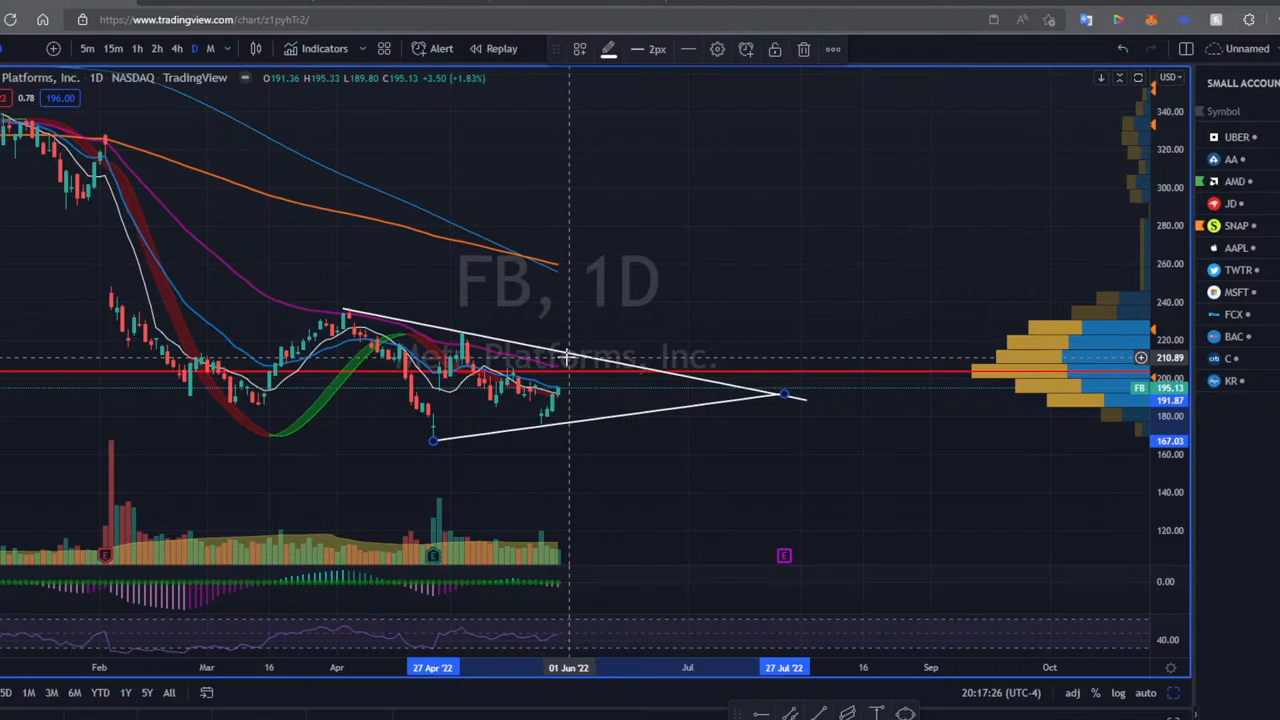 https://www.tradingview.com/chart/z1pyhTr2/
5m 15m 1h 2h 4h D M Indicators Alert Replay 2px Unnamed
Platforms, Inc. 1D NASDAQ TradingView O191.36 H195.33 L189.80 C195.13 +3.50 (+1.83%) USD
0.78 196.00
SMALL ACCOUN
Symbol
UBER
AA
AMD
JD
SNAP
AAPL
TWTR
MSFT
FCX
BAC
C
KR
FB, 1D
Meta Platforms, Inc.
340.00
320.00
300.00
280.00
260.00
240.00
220.00
210.89
200.00
FB 195.13
191.87
180.00
167.03
160.00
140.00
120.00
0.00
40.00
E E E
Feb Mar 16 Apr 27 Apr '22 01 Jun '22 Jul 27 Jul '22 16 Sep Oct
5D 1M 3M 6M YTD 1Y 5Y All 20:17:26 (UTC-4) adj % log auto